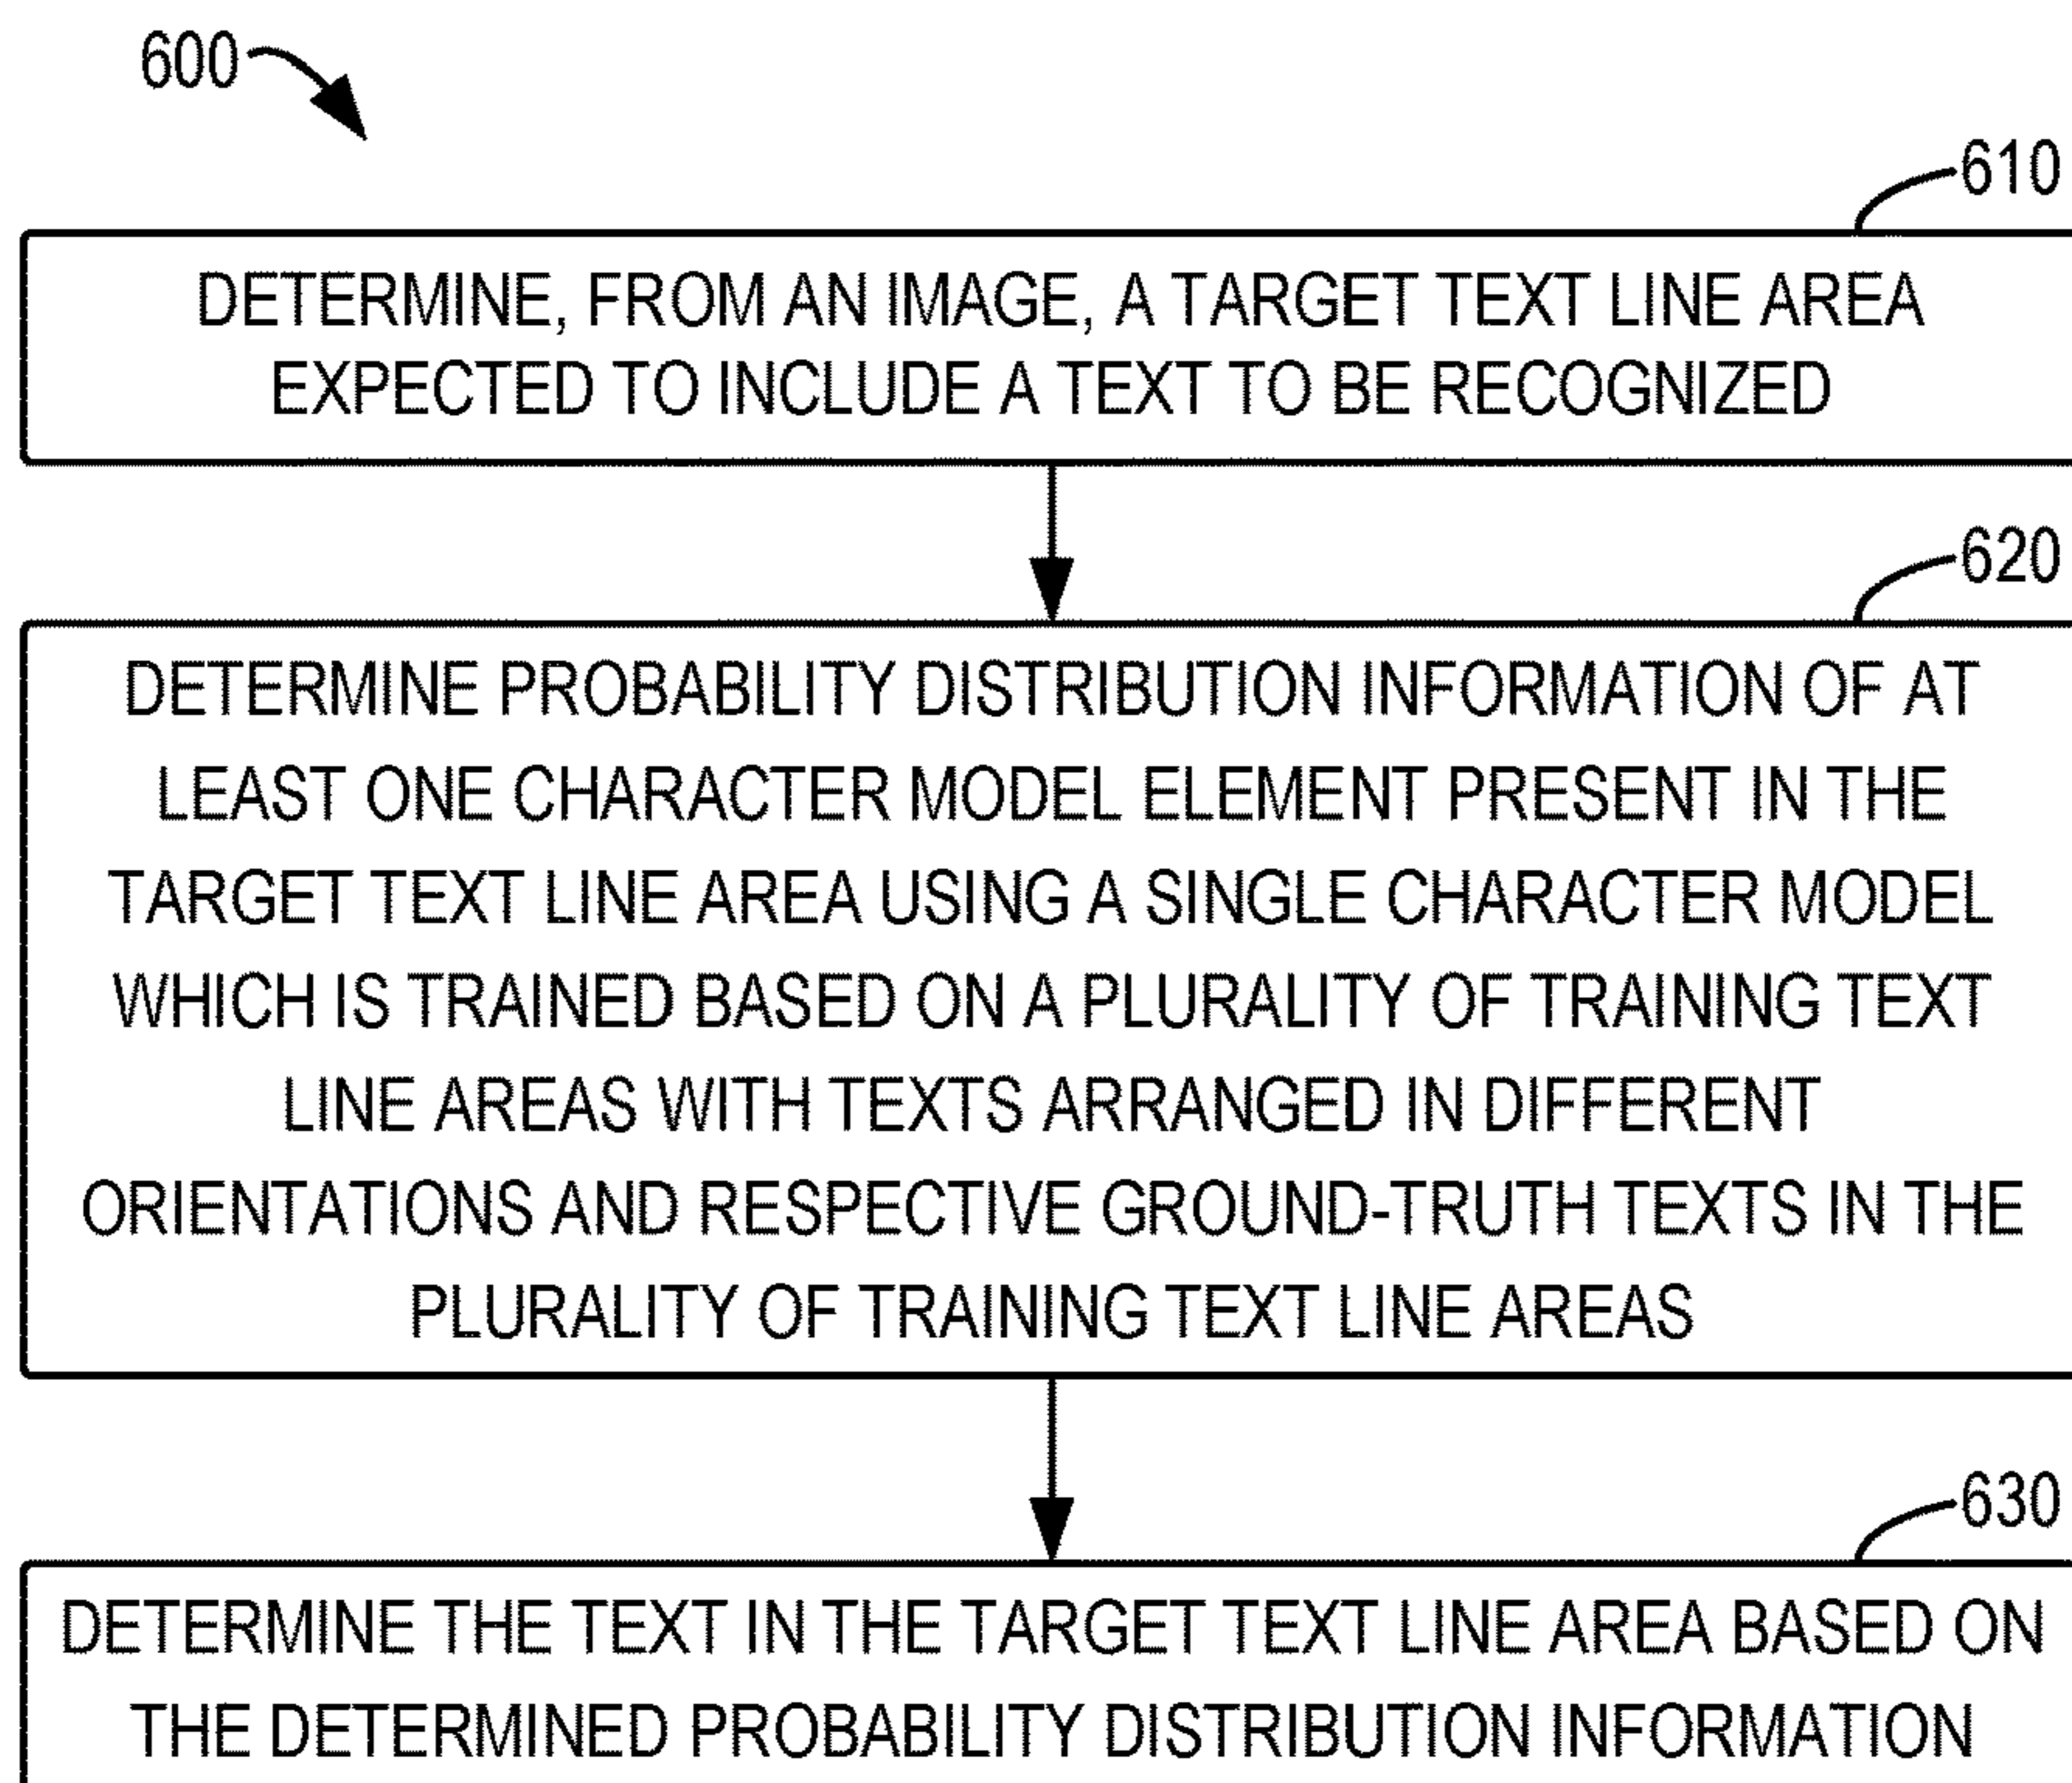 600
610
DETERMINE, FROM AN IMAGE, A TARGET TEXT LINE AREA
EXPECTED TO INCLUDE A TEXT TO BE RECOGNIZED
620
DETERMINE PROBABILITY DISTRIBUTION INFORMATION OF AT
LEAST ONE CHARACTER MODEL ELEMENT PRESENT IN THE
TARGET TEXT LINE AREA USING A SINGLE CHARACTER MODEL
WHICH IS TRAINED BASED ON A PLURALITY OF TRAINING TEXT
LINE AREAS WITH TEXTS ARRANGED IN DIFFERENT
ORIENTATIONS AND RESPECTIVE GROUND-TRUTH TEXTS IN THE
PLURALITY OF TRAINING TEXT LINE AREAS
630
DETERMINE THE TEXT IN THE TARGET TEXT LINE AREA BASED ON
THE DETERMINED PROBABILITY DISTRIBUTION INFORMATION